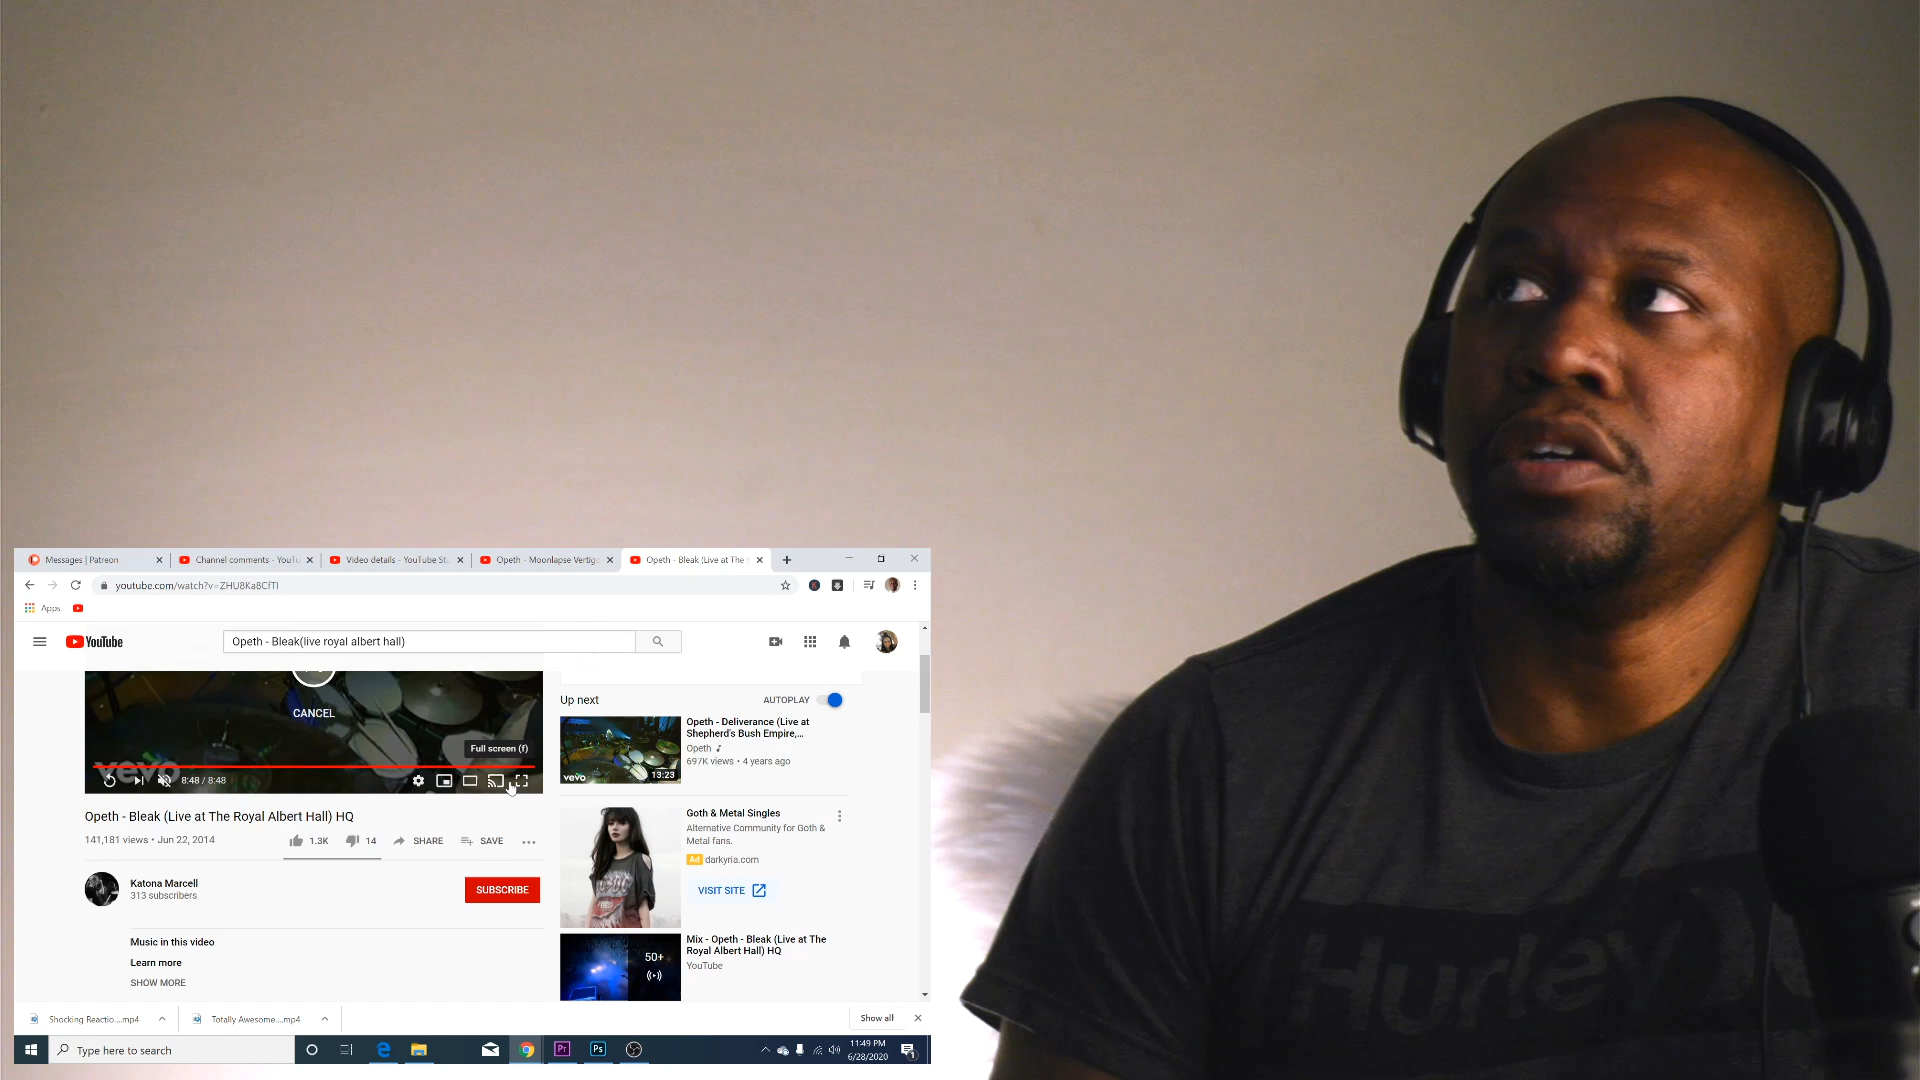 Messages | Patreon
Channel comments - YouTu
Video details - YouTube St
Opeth - Moonlapse Vertig
Opeth - Bleak (Live at The
youtube.com/watch?v=ZHU8Ka8CfTI
Apps
YouTube
Opeth - Bleak(live royal albert hall)
CANCEL
Full screen (f)
vevo
8:48 / 8:48
Opeth - Bleak (Live at The Royal Albert Hall) HQ
141,181 views • Jun 22, 2014
1.3K
14
SHARE
SAVE
Katona Marcell
313 subscribers
SUBSCRIBE
Music in this video
Learn more
SHOW MORE
Up next
AUTOPLAY
vevo
13:23
Opeth - Deliverance (Live at
Shepherd's Bush Empire,...
Opeth
697K views • 4 years ago
Goth & Metal Singles
Alternative Community for Goth &
Metal fans.
Ad darkyria.com
VISIT SITE
50+
Mix - Opeth - Bleak (Live at The
Royal Albert Hall) HQ
YouTube
Shocking Reactio....mp4
Totally Awesome....mp4
Show all
Type here to search
Pr
Ps
11:49 PM
6/28/2020
1
Hurley